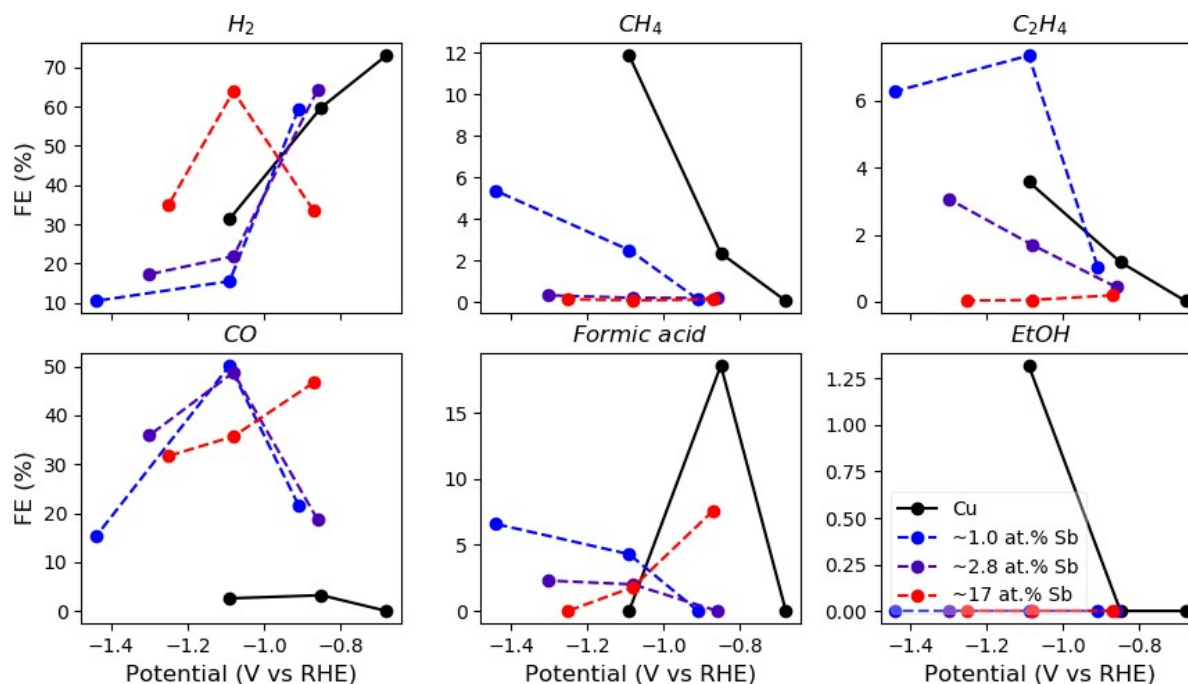 H2
CH4
C2H4
FE (%)
70
60
50
40
30
20
10
12
10
8
6
4
2
0
6
4
2
0
CO
Formic acid
EtOH
FE (%)
50
40
30
20
10
0
15
10
5
0
1.25
1.00
0.75
0.50
0.25
0.00
Cu
~1.0 at.% Sb
~2.8 at.% Sb
~17 at.% Sb
−1.4 −1.2 −1.0 −0.8
−1.4 −1.2 −1.0 −0.8
−1.4 −1.2 −1.0 −0.8
Potential (V vs RHE)
Potential (V vs RHE)
Potential (V vs RHE)